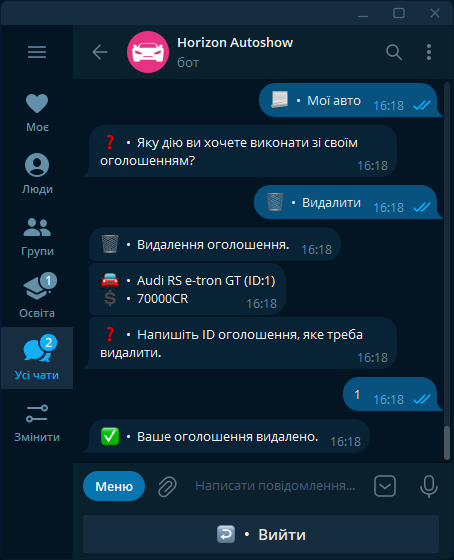 Horizon Autoshow
бот
• Мої авто 16:18
Моє
❓ • Яку дію ви хочете виконати зі своїм
оголошенням?
16:18
Люди
🗑 • Видалити 16:18
Групи
🗑 • Видалення оголошення. 16:18
🚘 • Audi RS e-tron GT (ID:1)
💲 • 70000CR 16:18
1
Освіта
❓ • Напишіть ID оголошення, яке треба
видалити. 16:18
2
Усі чати
1 16:18
Змінити
✅ • Ваше оголошення видалено. 16:18
Меню
Написати повідомлення...
↩ • Вийти